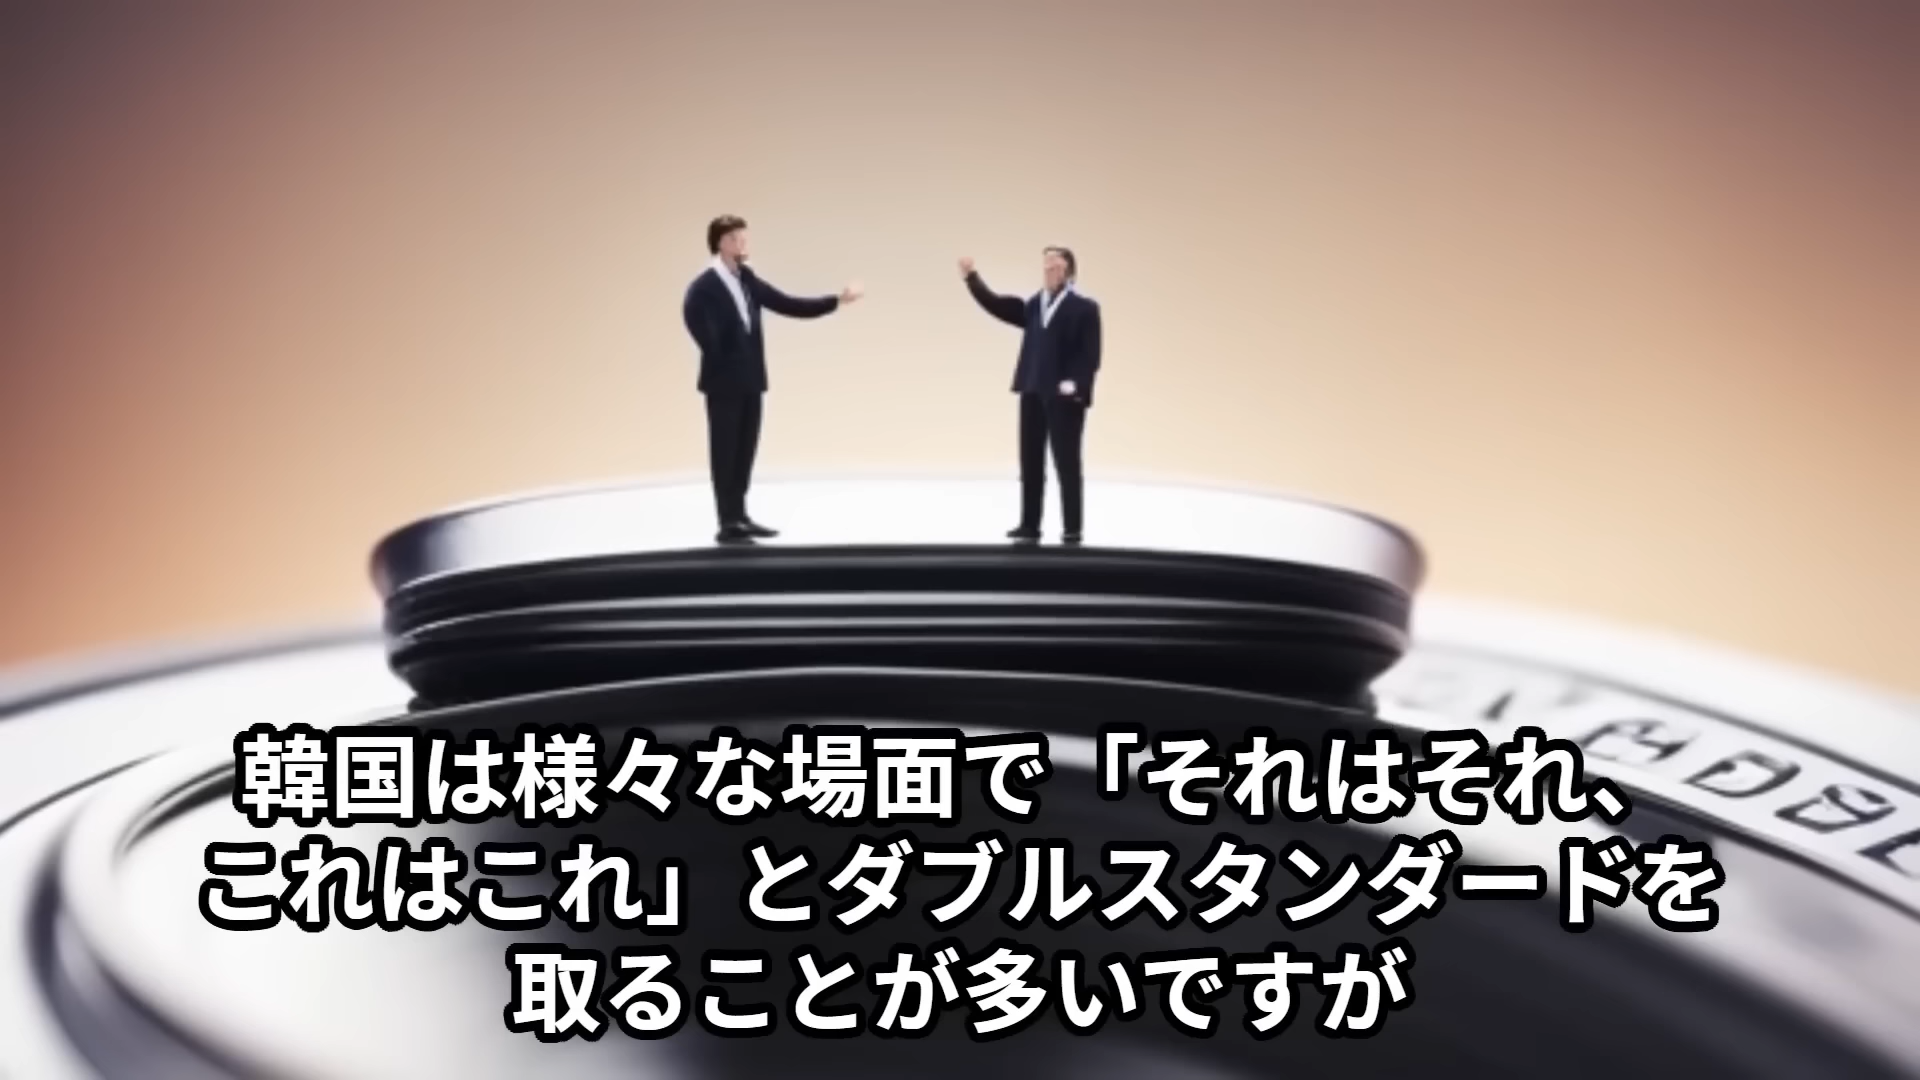 韓国は様々な場面で「それはそれ、
これはこれ」とダブルスタンダードを
取ることが多いですが